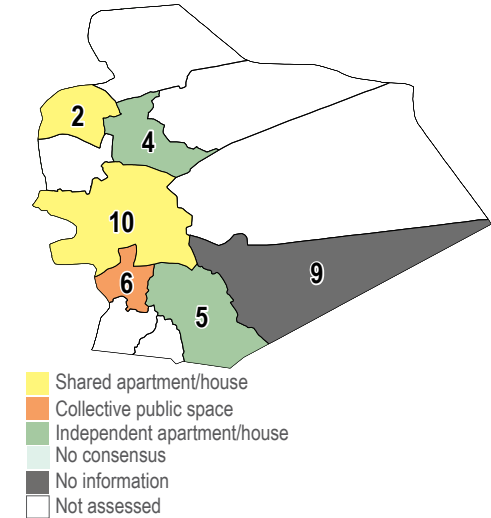 2
4
10
9
6
5
Shared apartment/house
Collective public space
Independent apartment/house
No consensus
No information
Not assessed